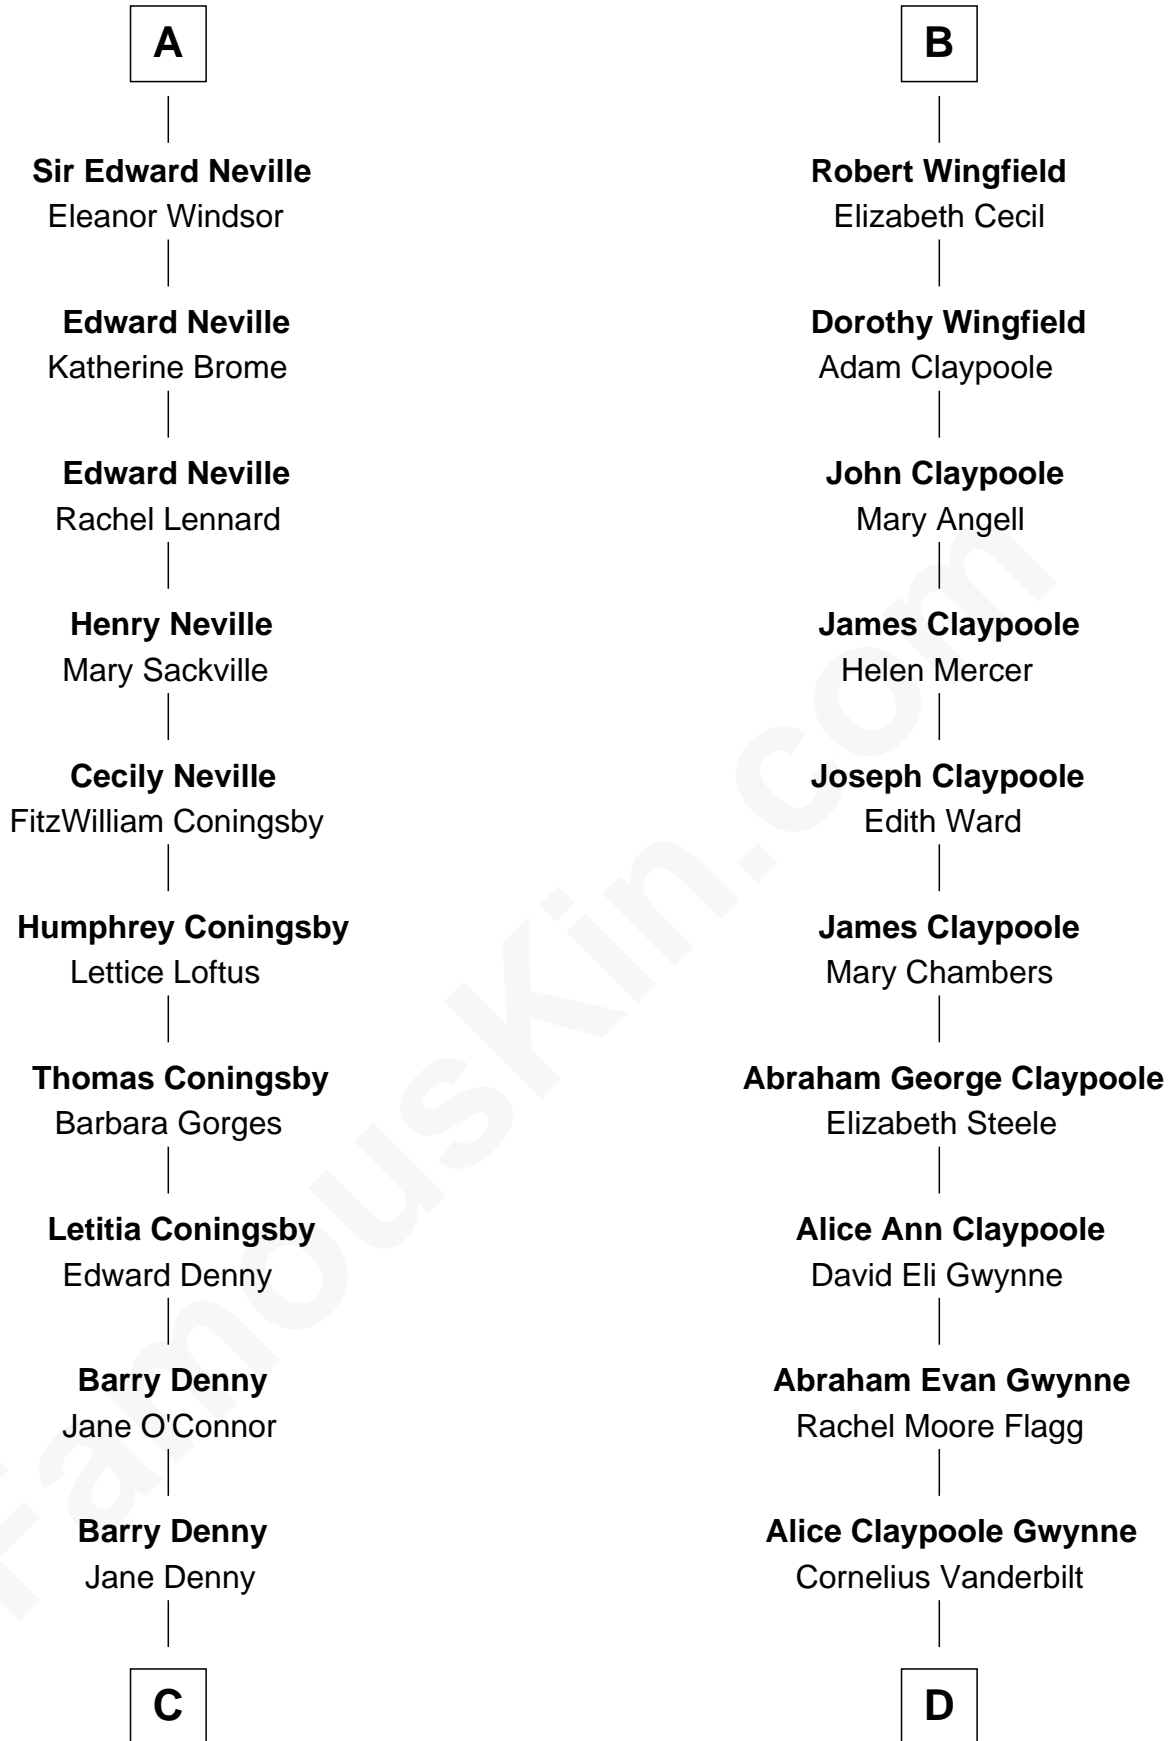 A
Sir Edward Neville
Eleanor Windsor
Edward Neville
Katherine Brome
Edward Neville
Rachel Lennard
Henry Neville
Mary Sackville
Cecily Neville
FitzWilliam Coningsby
Humphrey Coningsby
Lettice Loftus
Thomas Coningsby
Barbara Gorges
Letitia Coningsby
Edward Denny
Barry Denny
Jane O'Connor
Barry Denny
Jane Denny
C
B
Robert Wingfield
Elizabeth Cecil
Dorothy Wingfield
Adam Claypoole
John Claypoole
Mary Angell
James Claypoole
Helen Mercer
Joseph Claypoole
Edith Ward
James Claypoole
Mary Chambers
Abraham George Claypoole
Elizabeth Steele
Alice Ann Claypoole
David Eli Gwynne
Abraham Evan Gwynne
Rachel Moore Flagg
Alice Claypoole Gwynne
Cornelius Vanderbilt
D
FamousKin.com